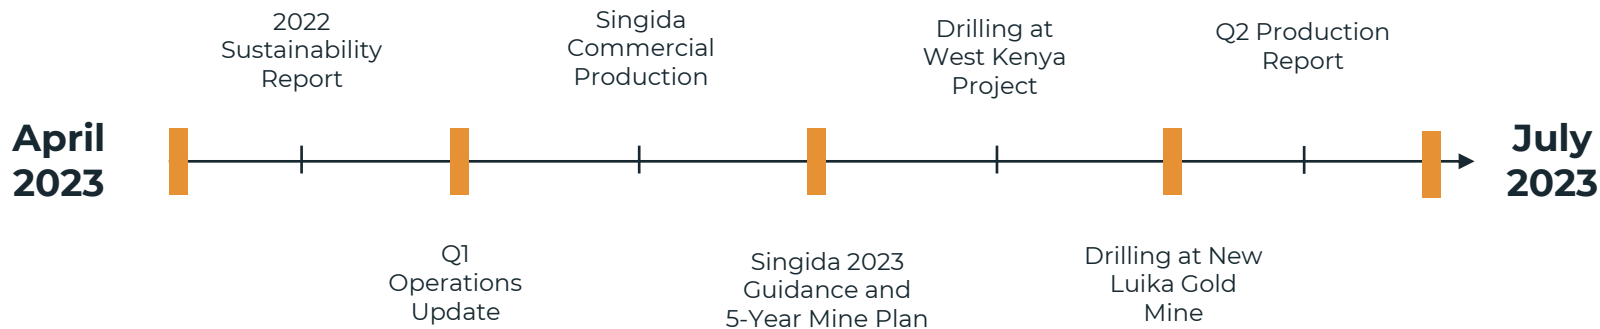 April
2023
2022
Sustainability
Report
Q1
Operations
Update
Singida
Commercial
Production
Singida 2023
Guidance and
5-Year Mine Plan
Drilling at
West Kenya
Project
Drilling at New
Luika Gold
Mine
Q2 Production
Report
July
2023